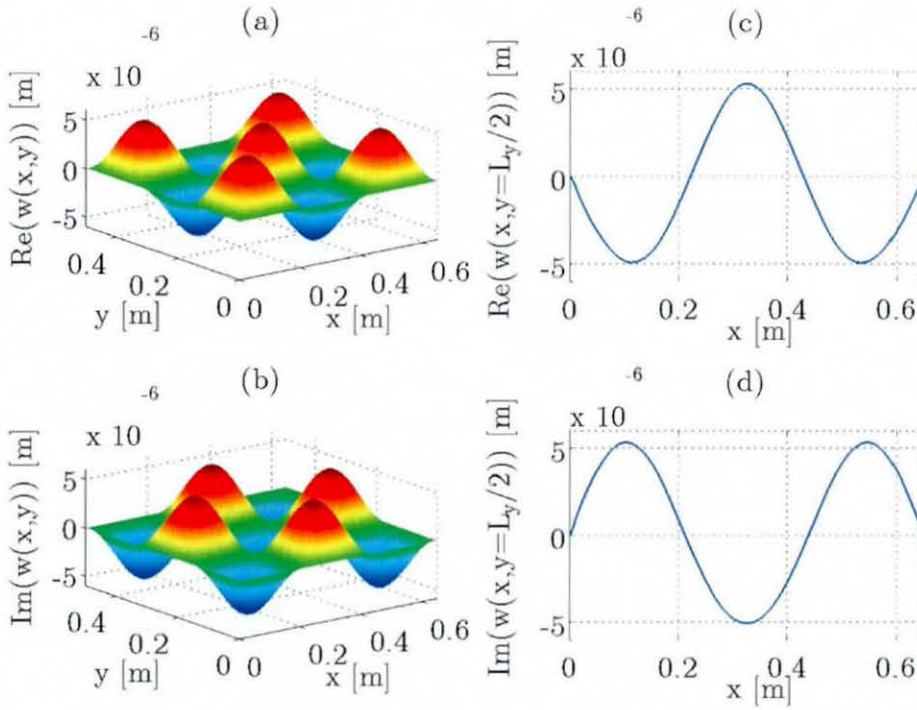 (a)
-6
x 10
Re(w(x,y)) [m]
5
0
-5
0.4
0.2
0
y [m]
0
0.2
0.4
0.6
x [m]
(c)
-6
x 10
Re(w(x,y=L_y/2)) [m]
5
0
-5
0
0.2
0.4
0.6
x [m]
(b)
-6
x 10
Im(w(x,y)) [m]
5
0
-5
0.4
0.2
0
y [m]
0
0.2
0.4
0.6
x [m]
(d)
-6
x 10
Im(w(x,y=L_y/2)) [m]
5
0
-5
0
0.2
0.4
0.6
x [m]